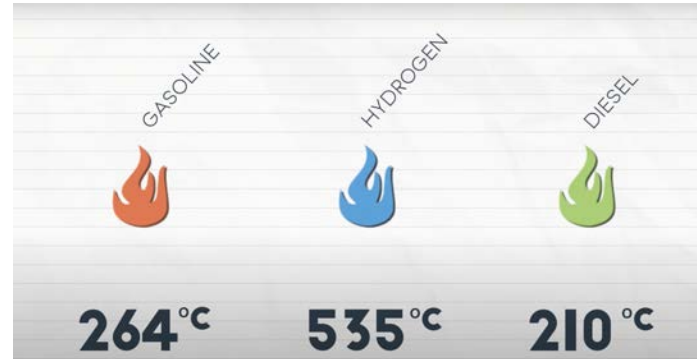 GASOLINE
HYDROGEN
DIESEL
264°C
535°C
210°C